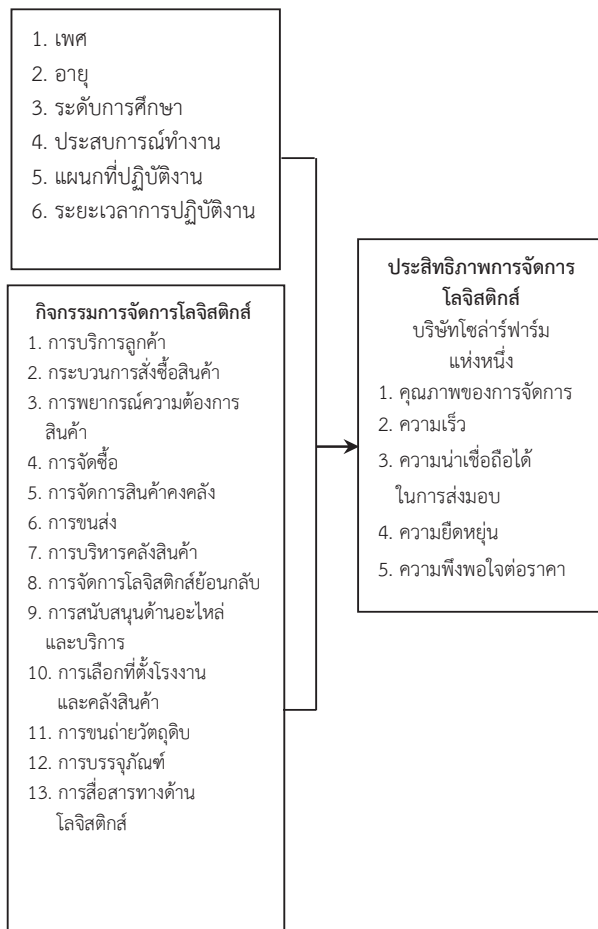 1. เพศ
2. อายุ
3. ระดับการศึกษา
4. ประสบการณ์ทำงาน
5. แผนกที่ปฏิบัติงาน
6. ระยะเวลาการปฏิบัติงาน
กิจกรรมการจัดการโลจิสติกส์
1. การบริการลูกค้า
2. กระบวนการสั่งซื้อสินค้า
3. การพยากรณ์ความต้องการ
สินค้า
4. การจัดซื้อ
5. การจัดการสินค้าคงคลัง
6. การขนส่ง
7. การบริหารคลังสินค้า
8. การจัดการโลจิสติกส์ย้อนกลับ
9. การสนับสนุนด้านอะไหล่
และบริการ
10. การเลือกที่ตั้งโรงงาน
และคลังสินค้า
11. การขนถ่ายวัตถุดิบ
12. การบรรจุภัณฑ์
13. การสื่อสารทางด้าน
โลจิสติกส์
ประสิทธิภาพการจัดการ
โลจิสติกส์
บริษัทโซล่าร์ฟาร์ม
แห่งหนึ่ง
1. คุณภาพของการจัดการ
2. ความเร็ว
3. ความน่าเชื่อถือได้
ในการส่งมอบ
4. ความยืดหยุ่น
5. ความพึงพอใจต่อราคา